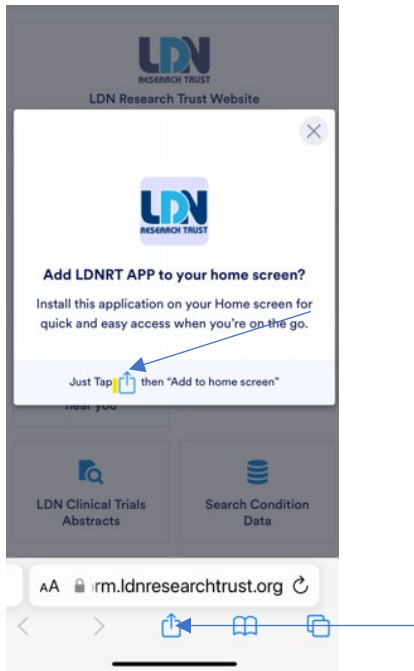 LDN
RESEARCH TRUST
LDN Research Trust Website
LDN
RESEARCH TRUST
Add LDNRT APP to your home screen?
Install this application on your Home screen for
quick and easy access when you're on the go.
Just Tap then "Add to home screen"
near you
LDN Clinical Trials
Abstracts
Search Condition
Data
AA rm.ldnresearchtrust.org